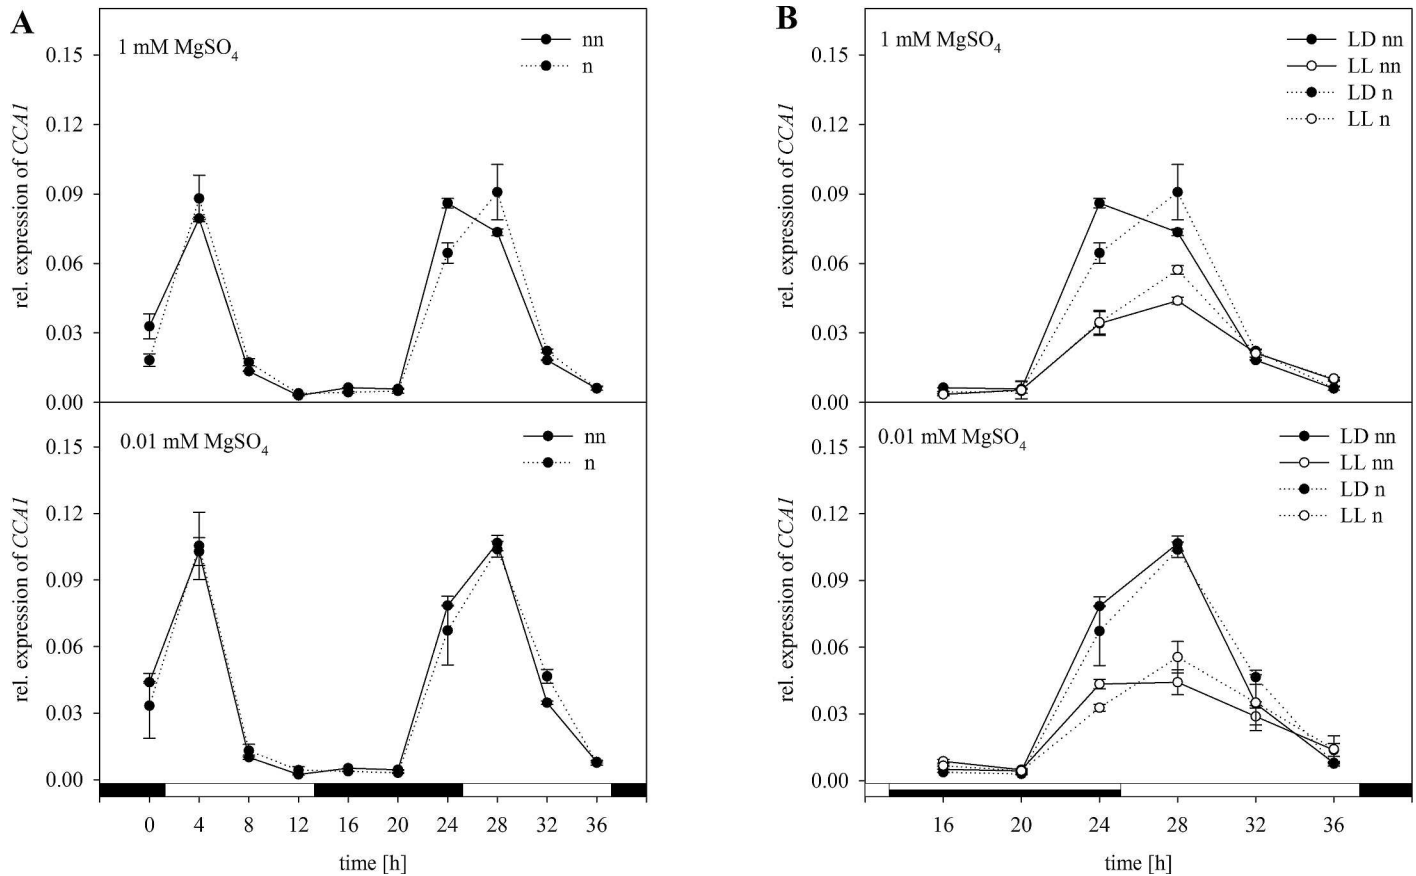 A
1 mM MgSO4
nn
n
0.15
0.12
0.09
0.06
0.03
0.00
rel. expression of CCA1
0.01 mM MgSO4
nn
n
0.15
0.12
0.09
0.06
0.03
0.00
rel. expression of CCA1
0 4 8 12 16 20 24 28 32 36
time [h]
B
1 mM MgSO4
LD nn
LL nn
LD n
LL n
0.15
0.12
0.09
0.06
0.03
0.00
rel. expression of CCA1
0.01 mM MgSO4
LD nn
LL nn
LD n
LL n
0.15
0.12
0.09
0.06
0.03
0.00
rel. expression of CCA1
16 20 24 28 32 36
time [h]